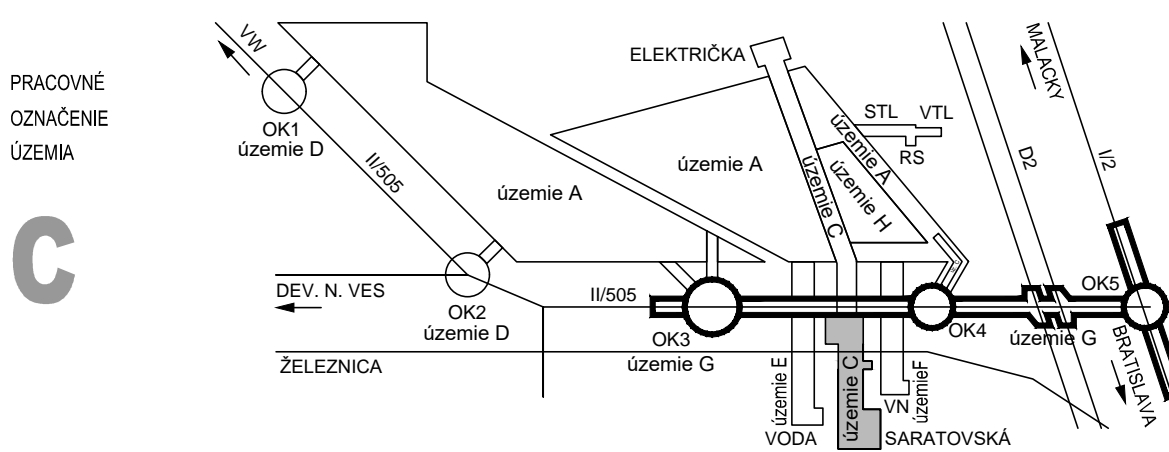 PRACOVNÉ
OZNAČENIE
ÚZEMIA
C
VW
OK1
územie D
II/505
územie A
územie A
ELEKTRIČKA
územie C
územie A
územie H
STL
VTL
RS
MALACKY
D2
I/2
DEV. N. VES
OK2
územie D
II/505
OK3
územie G
OK4
územie G
OK5
BRATISLAVA
ŽELEZNICA
územie E
VODA
územie C
SARATOVSKÁ
VN
územieF